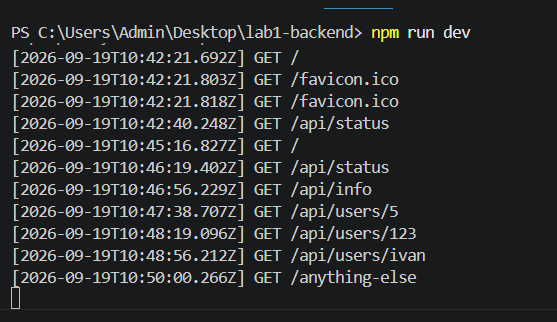 PS C:\Users\Admin\Desktop\lab1-backend> npm run dev
[2026-09-19T10:42:21.692Z] GET /
[2026-09-19T10:42:21.803Z] GET /favicon.ico
[2026-09-19T10:42:21.818Z] GET /favicon.ico
[2026-09-19T10:42:40.248Z] GET /api/status
[2026-09-19T10:45:16.827Z] GET /
[2026-09-19T10:46:19.402Z] GET /api/status
[2026-09-19T10:46:56.229Z] GET /api/info
[2026-09-19T10:47:38.707Z] GET /api/users/5
[2026-09-19T10:48:19.096Z] GET /api/users/123
[2026-09-19T10:48:56.212Z] GET /api/users/ivan
[2026-09-19T10:50:00.266Z] GET /anything-else